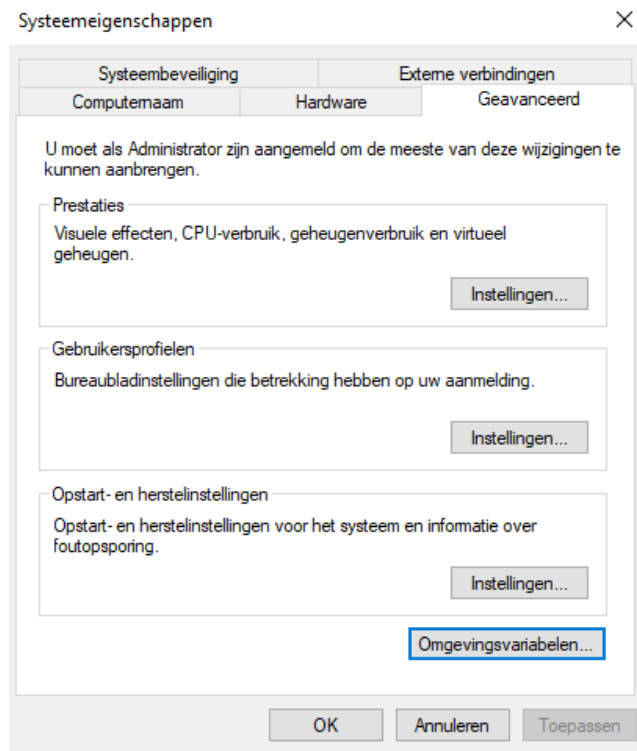 Systeemeigenschappen
Systeembeveiliging
Externe verbindingen
Computernaam
Hardware
Geavanceerd
U moet als Administrator zijn aangemeld om de meeste van deze wijzigingen te
kunnen aanbrengen.
Prestaties
Visuele effecten, CPU-verbruik, geheugenverbruik en virtueel
geheugen.
Instellingen...
Gebruikersprofielen
Bureaubladinstellingen die betrekking hebben op uw aanmelding.
Instellingen...
Opstart- en herstelinstellingen
Opstart- en herstelinstellingen voor het systeem en informatie over
foutopsporing.
Instellingen...
Omgevingsvariabelen...
OK
Annuleren
Toepassen